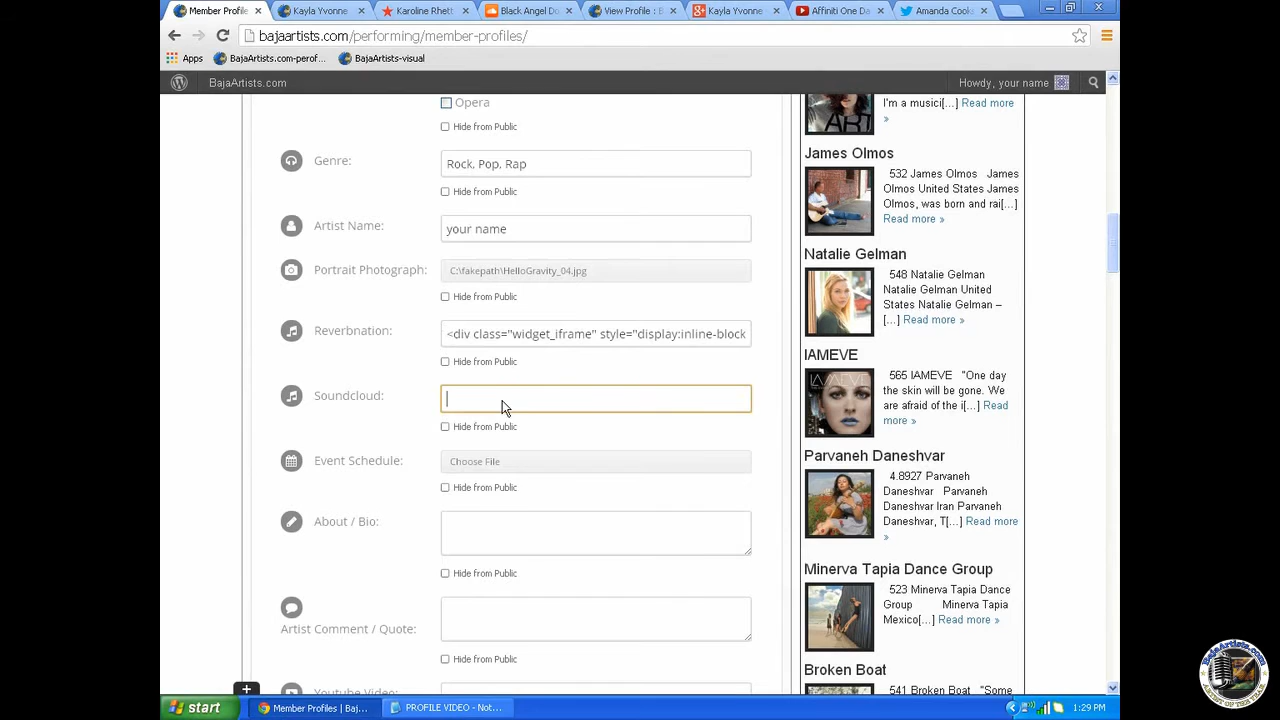 Member Profiles
Kayla Yvonne
Karoline Rhett
Black Angel Do
View Profile : B
Kayla Yvonne
Affiniti One Da
Amanda Cook
bajaartists.com/performing/member-profiles/
Apps
BajaArtists.com-perof...
BajaArtists-visual
BajaArtists.com
Howdy, your name
Opera
Hide from Public
Genre:
Rock, Pop, Rap
Hide from Public
Artist Name:
your name
Portrait Photograph:
C:\fakepath\HelloGravity_04.jpg
Hide from Public
Reverbnation:
<div class="widget_iframe" style="display:inline-block
Hide from Public
Soundcloud:
Hide from Public
Event Schedule:
Choose File
Hide from Public
About / Bio:
Hide from Public
Artist Comment / Quote:
Hide from Public
Youtube Video:
I'm a musici[...] Read more
»
James Olmos
532 James Olmos James
Olmos United States James
Olmos, was born and rai[...]
Read more »
Natalie Gelman
548 Natalie Gelman
Natalie Gelman United
States Natalie Gelman –
[...] Read more »
IAMEVE
565 IAMEVE "One day
the skin will be gone. We
are afraid of the i[...] Read
more »
Parvaneh Daneshvar
4.8927 Parvaneh
Daneshvar Parvaneh
Daneshvar Iran Parvaneh
Daneshvar, T[...] Read more
»
Minerva Tapia Dance Group
523 Minerva Tapia Dance
Group Minerva Tapia
Mexico[...] Read more »
Broken Boat
541 Broken Boat "Some
start
Member Profiles | Baj...
PROFILE VIDEO - Not...
1:29 PM
BajaArtists.com